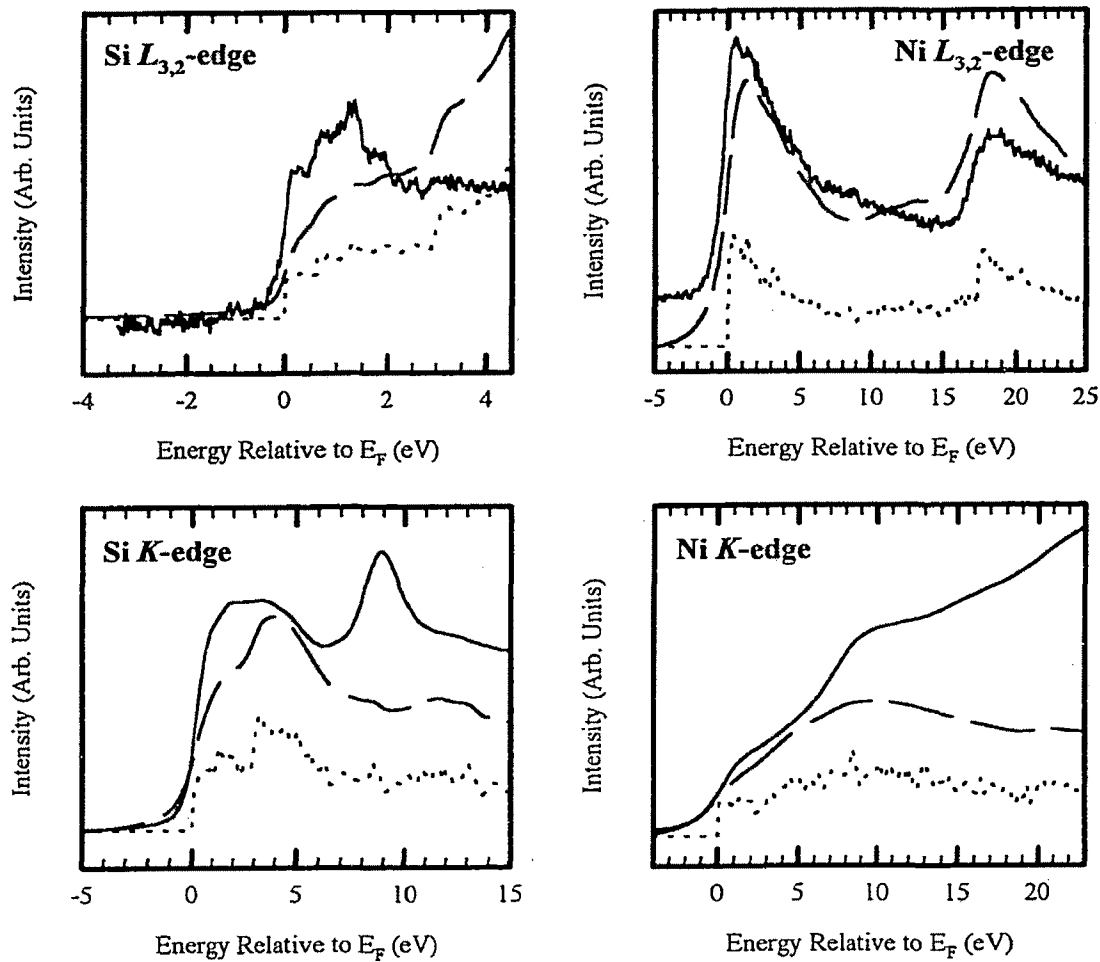 Si L3,2-edge
Intensity (Arb. Units)
-4 -2 0 2 4
Energy Relative to EF (eV)
Ni L3,2-edge
Intensity (Arb. Units)
-5 0 5 10 15 20 25
Energy Relative to EF (eV)
Si K-edge
Intensity (Arb. Units)
-5 0 5 10 15
Energy Relative to EF (eV)
Ni K-edge
Intensity (Arb. Units)
0 5 10 15 20
Energy Relative to EF (eV)